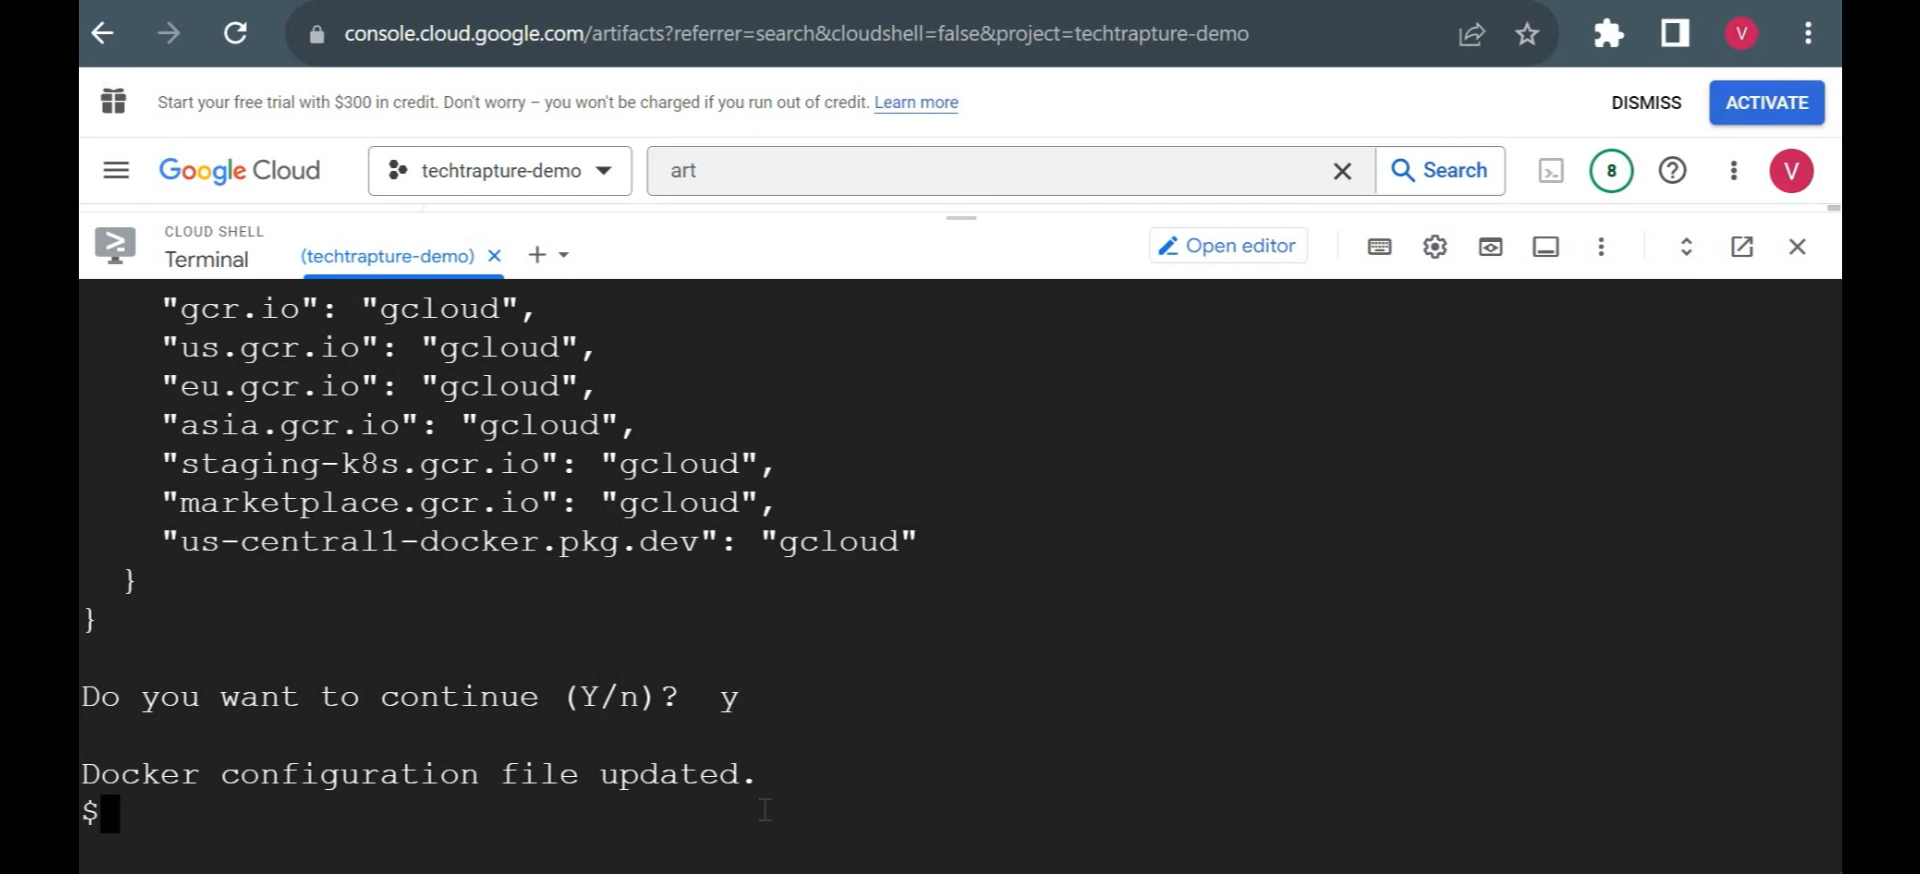 console.cloud.google.com/artifacts?referrer=search&cloudshell=false&project=techtrapture-demo
V
Start your free trial with $300 in credit. Don't worry – you won't be charged if you run out of credit. Learn more
DISMISS
ACTIVATE
Google Cloud
techtrapture-demo
art
Search
8
V
CLOUD SHELL
Terminal
(techtrapture-demo)
Open editor
"gcr.io": "gcloud",
"us.gcr.io": "gcloud",
"eu.gcr.io": "gcloud",
"asia.gcr.io": "gcloud",
"staging-k8s.gcr.io": "gcloud",
"marketplace.gcr.io": "gcloud",
"us-central1-docker.pkg.dev": "gcloud"
}
}
Do you want to continue (Y/n)?  y
Docker configuration file updated.
$